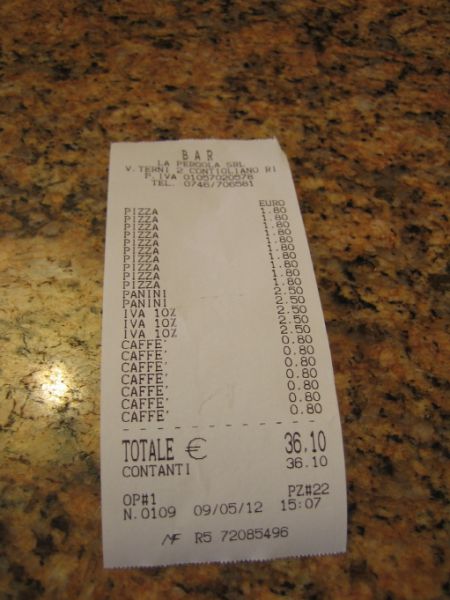 BAR
LA PERGOLA SRL
V. TERNI 2 CONTIGLIANO RI
P. IVA 01057020578
TEL. 0746/706581
EURO
PIZZA 1.80
PIZZA 1.80
PIZZA 1.80
PIZZA 1.80
PIZZA 1.80
PIZZA 1.80
PIZZA 1.80
PIZZA 1.80
PIZZA 1.80
PIZZA 1.80
PANINI 2.50
PANINI 2.50
IVA 10% 2.50
IVA 10% 2.50
IVA 10% 2.50
CAFFE' 0.80
CAFFE' 0.80
CAFFE' 0.80
CAFFE' 0.80
CAFFE' 0.80
CAFFE' 0.80
CAFFE' 0.80
TOTALE € 36.10
CONTANTI 36.10
OP#1 PZ#22
N.0109 09/05/12 15:07
MF R5 72085496